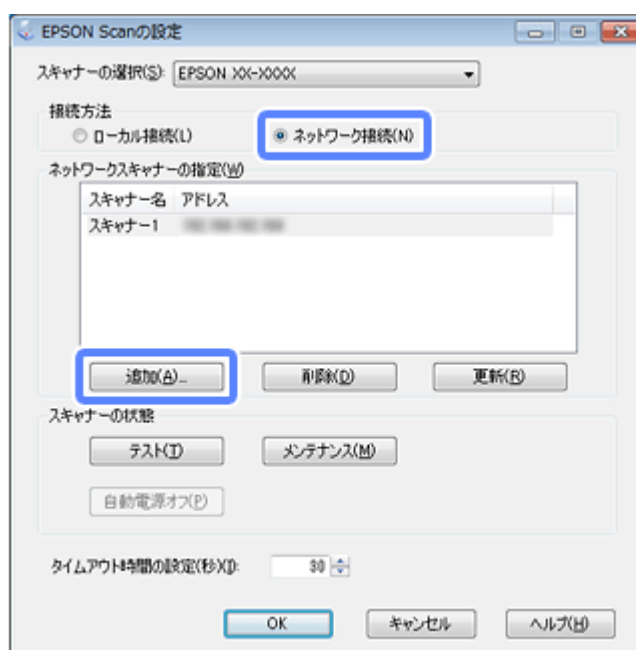 EPSON Scanの設定
スキャナーの選択(S): EPSON XX-XXXX
接続方法
ローカル接続(L) ネットワーク接続(N)
ネットワークスキャナーの指定(W)
スキャナー名 アドレス
スキャナー1
追加(A)... 削除(D) 更新(R)
スキャナーの状態
テスト(T) メンテナンス(M)
自動電源オフ(P)
タイムアウト時間の設定(秒)(I): 30
OK キャンセル ヘルプ(H)